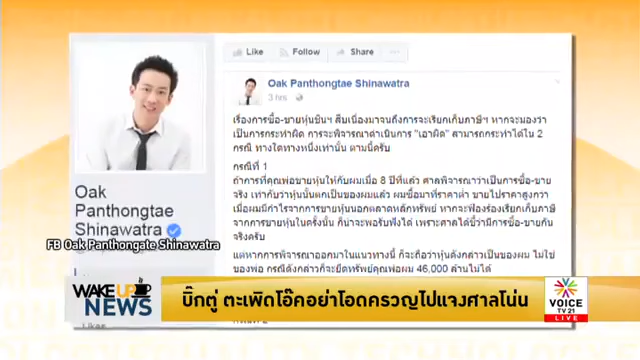 Like Follow Share ...
Oak Panthongtae Shinawatra
3 hrs
เรื่องการซื้อ-ขายหุ้นชินฯ สืบเนื่องมาจนถึงการจะเรียกเก็บภาษีฯ หากจะมองว่า
เป็นการกระทำผิด การจะพิจารณาดำเนินการ "เอาผิด" สามารถกระทำได้ใน 2
กรณี ทางใดทางหนึ่งเท่านั้น ตามนี้ครับ
กรณีที่ 1
ถ้าการที่คุณพ่อขายหุ้นให้กับผมเมื่อ 8 ปีที่แล้ว ศาลพิจารณาว่าเป็นการซื้อ-ขาย
จริง เท่ากับว่าหุ้นนั้นตกเป็นของผมแล้ว ผมซื้อมาที่ราคาต่ำ ขายไปราคาสูงกว่า
เมื่อผมมีกำไรจากการขายหุ้นนอกตลาดหลักทรัพย์ หากจะฟ้องร้องเรียกเก็บภาษี
จากการขายหุ้นในครั้งนั้น ก็น่าจะพอรับฟังได้ เพราะศาลได้ชี้ว่ามีการซื้อ-ขายกัน
จริงครับ
แต่หากการพิจารณาออกมาในแนวทางนี้ ก็จะถือว่าหุ้นดังกล่าวเป็นของผม ไม่ใช่
ของพ่อ กรณีดังกล่าวก็จะยึดทรัพย์คุณพ่อผม 46,000 ล้านไม่ได้
Oak
Panthongtae
Shinawatra
FB Oak Panthongate Shinawatra
WAKE UP
NEWS
บิ๊กตู่ ตะเพิดโอ๊คอย่าโอดครวญไปแจงศาลโน่น
VOICE
TV 21
LIVE